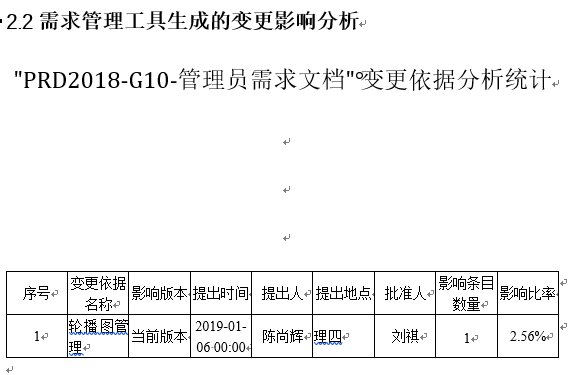 2.2 需求管理工具生成的变更影响分析
"PRD2018-G10-管理员需求文档" 变更依据分析统计
序号 变更依据名称 影响版本 提出时间 提出人 提出地点 批准人 影响条目数量 影响比率
1 轮播图管理 当前版本 2019-01-06 00:00 陈尚辉 理四 刘祺 1 2.56%